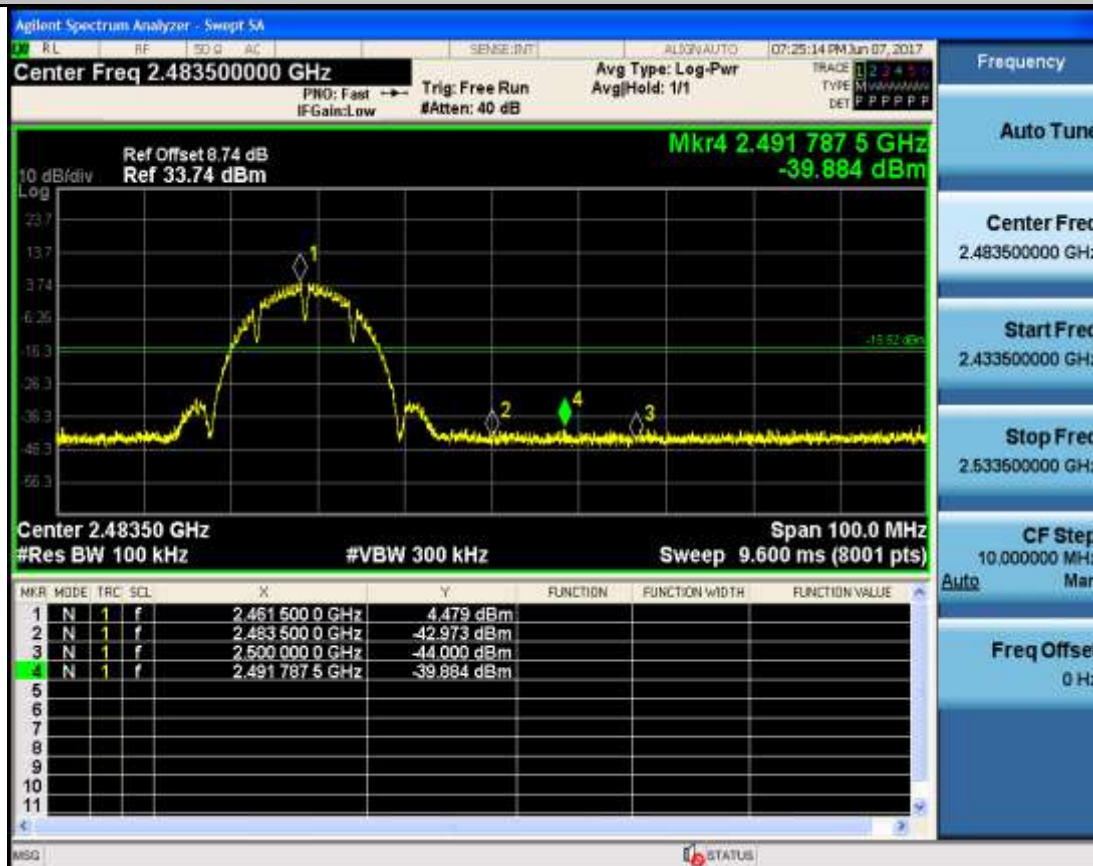 Agilent Spectrum Analyzer - Swept SA
RL RF 50 Ω AC SENSE:INT ALIGNAUTO 07:25:14 PM Jun 07, 2017
Center Freq 2.483500000 GHz
PNO: Fast
IFGain:Low
Trig: Free Run
#Atten: 40 dB
Avg Type: Log-Pwr
Avg|Hold: 1/1
TRACE 1 2 3 4 5 6
TYPE M
DET P P P P P P
Mkr4 2.491 787 5 GHz
-39.884 dBm
Ref Offset 8.74 dB
10 dB/div Ref 33.74 dBm
Log
23.7
13.7
3.74
-6.26
-16.3
-26.3
-36.3
-46.3
-56.3
1
2
4
3
Center 2.48350 GHz Span 100.0 MHz
#Res BW 100 kHz #VBW 300 kHz Sweep 9.600 ms (8001 pts)
MKR MODE TRC SCL X Y FUNCTION FUNCTION WIDTH FUNCTION VALUE
1 N 1 f 2.461 500 0 GHz 4.479 dBm
2 N 1 f 2.483 500 0 GHz -42.973 dBm
3 N 1 f 2.500 000 0 GHz -44.000 dBm
4 N 1 f 2.491 787 5 GHz -39.884 dBm
5
6
7
8
9
10
11
MSG STATUS
Frequency
Auto Tune
Center Freq
2.483500000 GHz
Start Freq
2.433500000 GHz
Stop Freq
2.533500000 GHz
CF Step
10.000000 MHz
Auto Man
Freq Offset
0 Hz